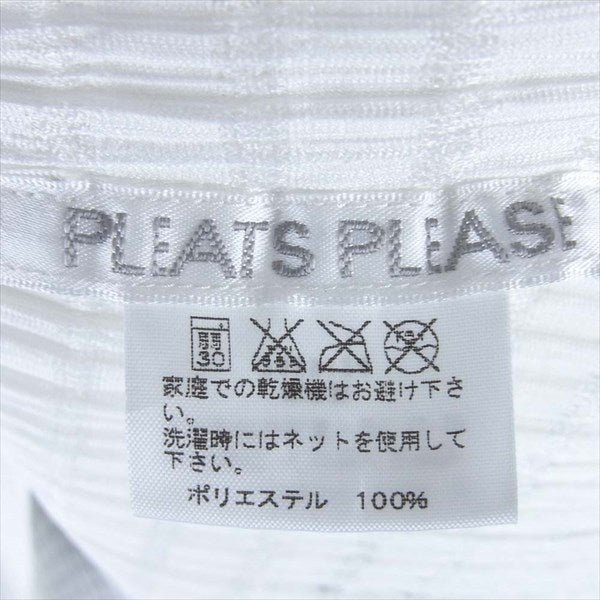 PLEATS PLEASE
弱
30
家庭での乾燥機はお避け下さ
い。
洗濯時にはネットを使用して
下さい。
ポリエステル 100%